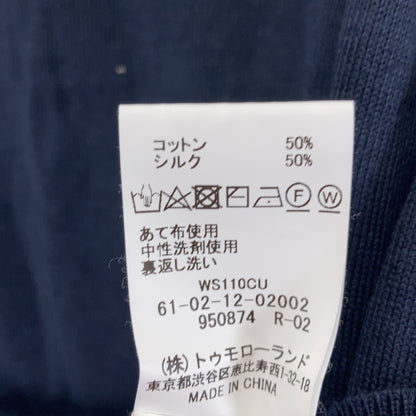 コットン 50%
シルク 50%
F W
あて布使用
中性洗剤使用
裏返し洗い
WS110CU
61-02-12-02002
950874 R-02
(株)トゥモローランド
東京都渋谷区恵比寿西1-32-18
MADE IN CHINA